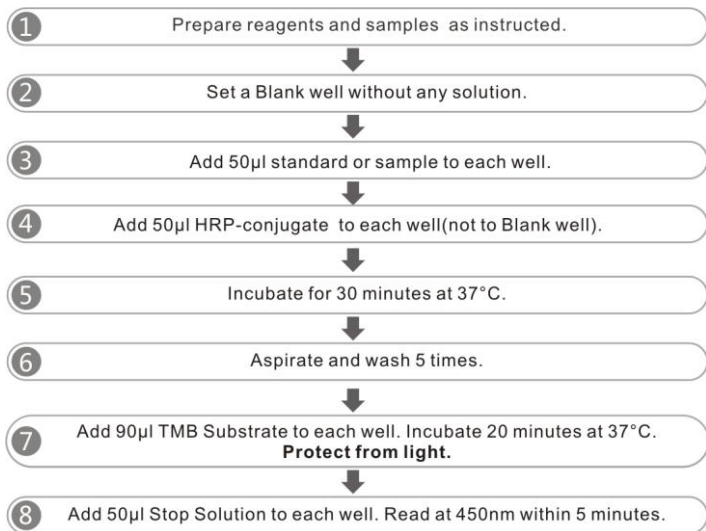 1 Prepare reagents and samples as instructed.
2 Set a Blank well without any solution.
3 Add 50μl standard or sample to each well.
4 Add 50μl HRP-conjugate to each well(not to Blank well).
5 Incubate for 30 minutes at 37°C.
6 Aspirate and wash 5 times.
7 Add 90μl TMB Substrate to each well. Incubate 20 minutes at 37°C.
Protect from light.
8 Add 50μl Stop Solution to each well. Read at 450nm within 5 minutes.